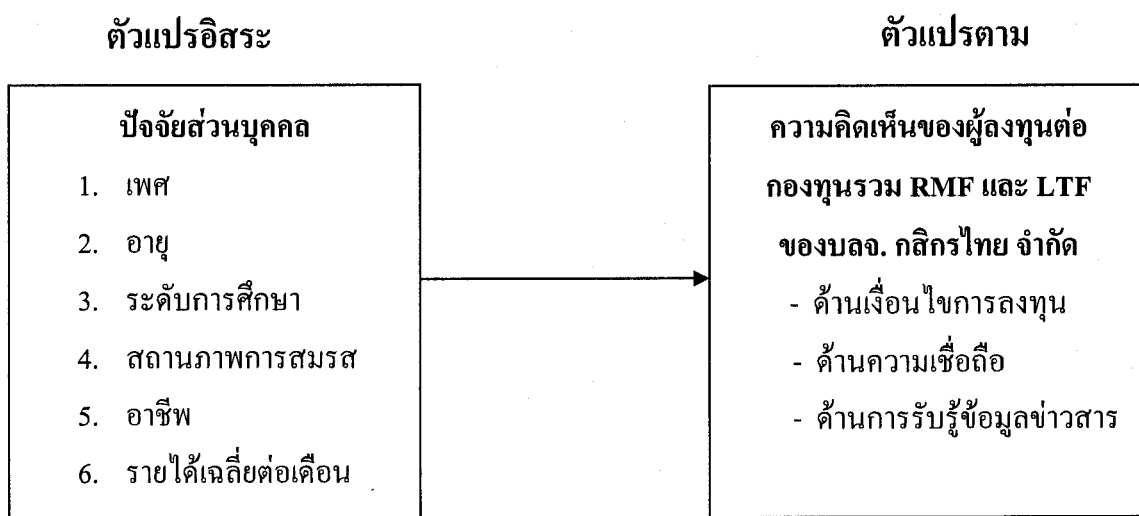 ตัวแปรอิสระ
ปัจจัยส่วนบุคคล
1. เพศ
2. อายุ
3. ระดับการศึกษา
4. สถานภาพการสมรส
5. อาชีพ
6. รายได้เฉลี่ยต่อเดือน
ตัวแปรตาม
ความคิดเห็นของผู้ลงทุนต่อ
กองทุนรวม RMF และ LTF
ของบลจ. กสิกรไทย จำกัด
- ด้านเงื่อนไขการลงทุน
- ด้านความเชื่อถือ
- ด้านการรับรู้ข้อมูลข่าวสาร